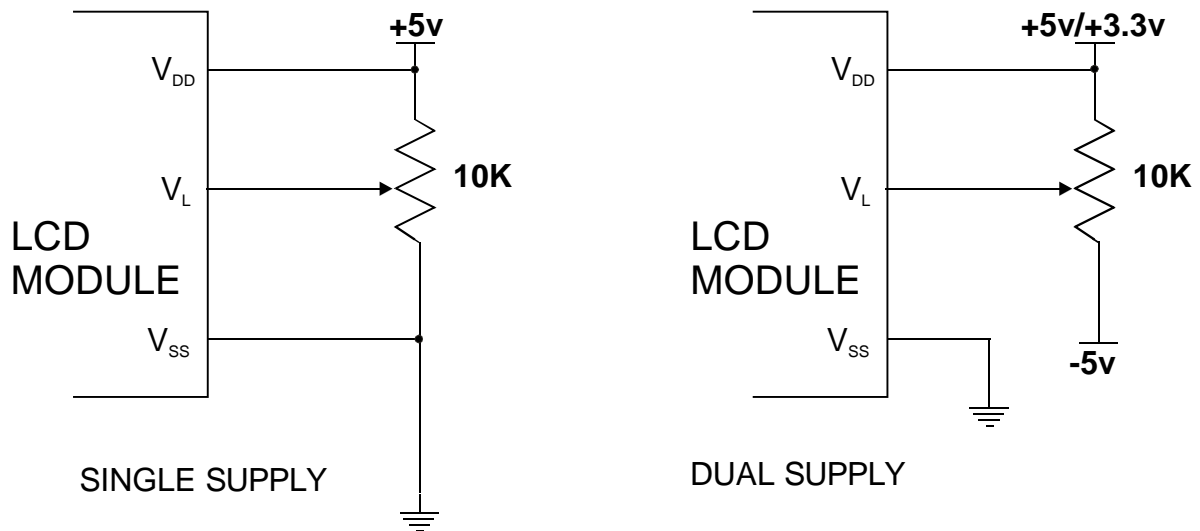 +5v
V_DD
V_L
10K
LCD
MODULE
V_SS
SINGLE SUPPLY
+5v/+3.3v
V_DD
V_L
10K
LCD
MODULE
V_SS
-5v
DUAL SUPPLY